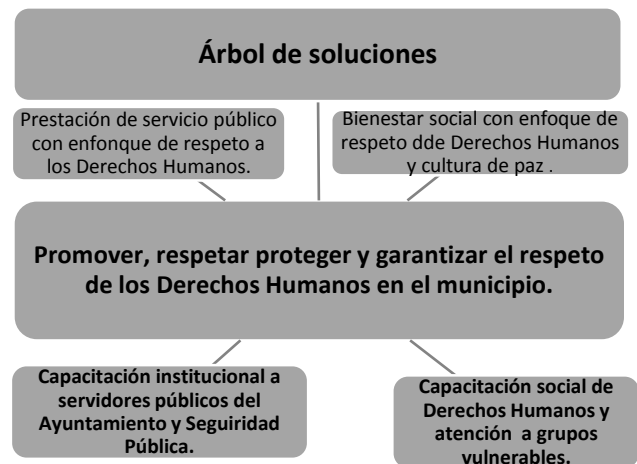 Árbol de soluciones
Prestación de servicio público
con enfonque de respeto a
los Derechos Humanos.
Bienestar social con enfoque de
respeto dde Derechos Humanos
y cultura de paz .
Promover, respetar proteger y garantizar el respeto
de los Derechos Humanos en el municipio.
Capacitación institucional a
servidores públicos del
Ayuntamiento y Seguiridad
Pública.
Capacitación social de
Derechos Humanos y
atención a grupos
vulnerables.